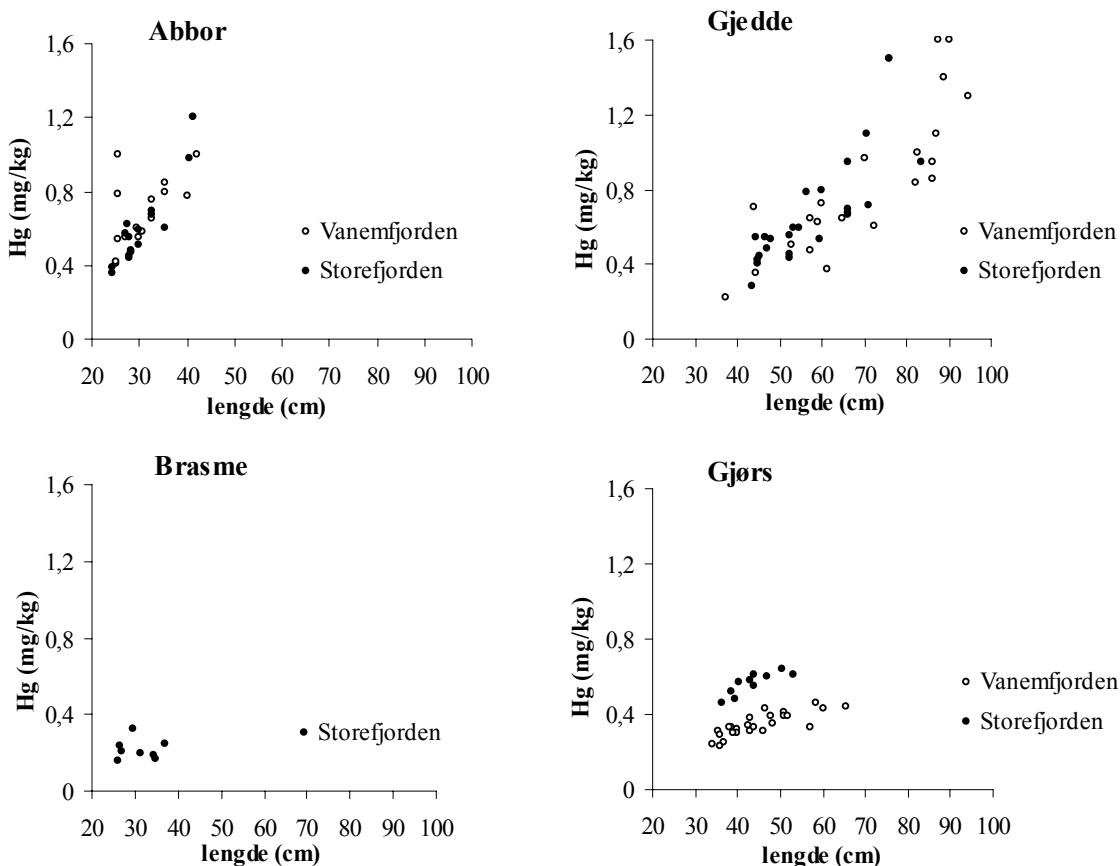 Abbor
1,6
1,2
0,8
0,4
0
Hg (mg/kg)
20 30 40 50 60 70 80 90 100
lengde (cm)
Vanemfjorden
Storefjorden
Gjedde
1,6
1,2
0,8
0,4
0
Hg (mg/kg)
20 30 40 50 60 70 80 90 100
lengde (cm)
Vanemfjorden
Storefjorden
Brasme
1,6
1,2
0,8
0,4
0
Hg (mg/kg)
20 30 40 50 60 70 80 90 100
lengde (cm)
Storefjorden
Gjørs
1,6
1,2
0,8
0,4
0
Hg (mg/kg)
20 30 40 50 60 70 80 90 100
lengde (cm)
Vanemfjorden
Storefjorden